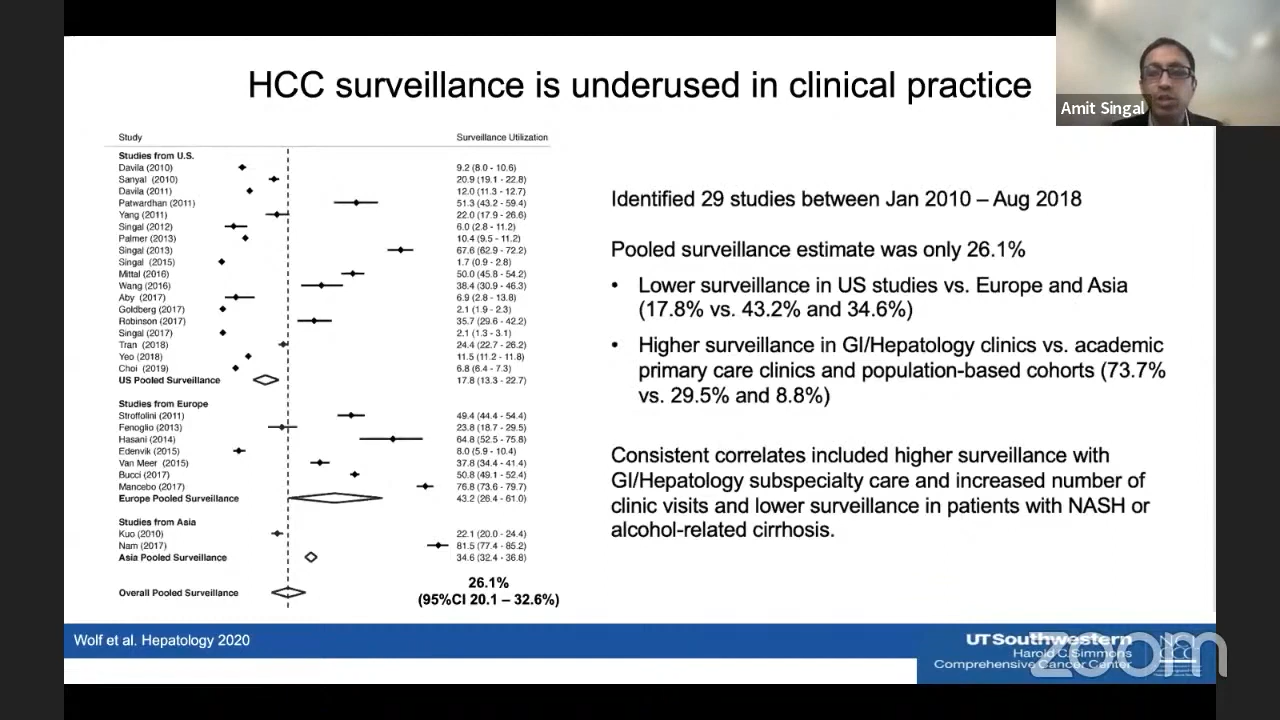 HCC surveillance is underused in clinical practice
Amit Singal
Study Surveillance Utilization
Studies from U.S.
Davila (2010) 9.2 (8.0 - 10.6)
Sanyal (2010) 20.9 (19.1 - 22.8)
Davila (2011) 12.0 (11.3 - 12.7)
Patwardhan (2011) 51.3 (43.2 - 59.4)
Yang (2011) 22.0 (17.9 - 26.6)
Singal (2012) 6.0 (2.8 - 11.2)
Palmer (2013) 10.4 (9.5 - 11.2)
Singal (2013) 67.6 (62.9 - 72.2)
Singal (2015) 1.7 (0.9 - 2.8)
Mittal (2016) 50.0 (45.8 - 54.2)
Wang (2016) 38.4 (30.9 - 46.3)
Aby (2017) 6.9 (2.8 - 13.8)
Goldberg (2017) 2.1 (1.9 - 2.3)
Robinson (2017) 35.7 (29.6 - 42.2)
Singal (2017) 2.1 (1.3 - 3.1)
Tran (2018) 24.4 (22.7 - 26.2)
Yeo (2018) 11.5 (11.2 - 11.8)
Choi (2019) 6.8 (6.4 - 7.3)
US Pooled Surveillance 17.8 (13.3 - 22.7)
Studies from Europe
Stroffolini (2011) 49.4 (44.4 - 54.4)
Fenoglio (2013) 23.8 (18.7 - 29.5)
Hasani (2014) 64.8 (52.5 - 75.8)
Edenvik (2015) 8.0 (5.9 - 10.4)
Van Meer (2015) 37.8 (34.4 - 41.4)
Bucci (2017) 50.8 (49.1 - 52.4)
Mancebo (2017) 76.8 (73.6 - 79.7)
Europe Pooled Surveillance 43.2 (26.4 - 61.0)
Studies from Asia
Kuo (2010) 22.1 (20.0 - 24.4)
Nam (2017) 81.5 (77.4 - 85.2)
Asia Pooled Surveillance 34.6 (32.4 - 36.8)
Overall Pooled Surveillance
26.1%
(95%CI 20.1 – 32.6%)
Identified 29 studies between Jan 2010 – Aug 2018
Pooled surveillance estimate was only 26.1%
• Lower surveillance in US studies vs. Europe and Asia
(17.8% vs. 43.2% and 34.6%)
• Higher surveillance in GI/Hepatology clinics vs. academic
primary care clinics and population-based cohorts (73.7%
vs. 29.5% and 8.8%)
Consistent correlates included higher surveillance with
GI/Hepatology subspecialty care and increased number of
clinic visits and lower surveillance in patients with NASH or
alcohol-related cirrhosis.
Wolf et al. Hepatology 2020
UTSouthwestern
Harold C. Simmons
Comprehensive Cancer Center
zoom